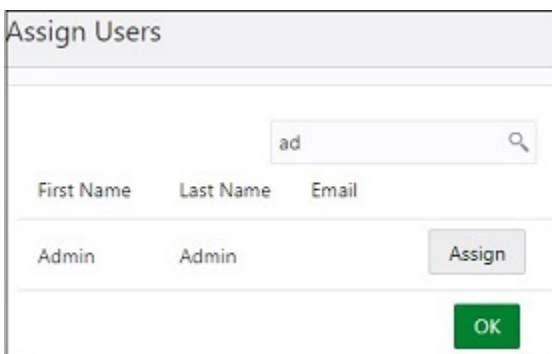 Assign Users
ad
First Name Last Name Email
Admin Admin Assign
OK